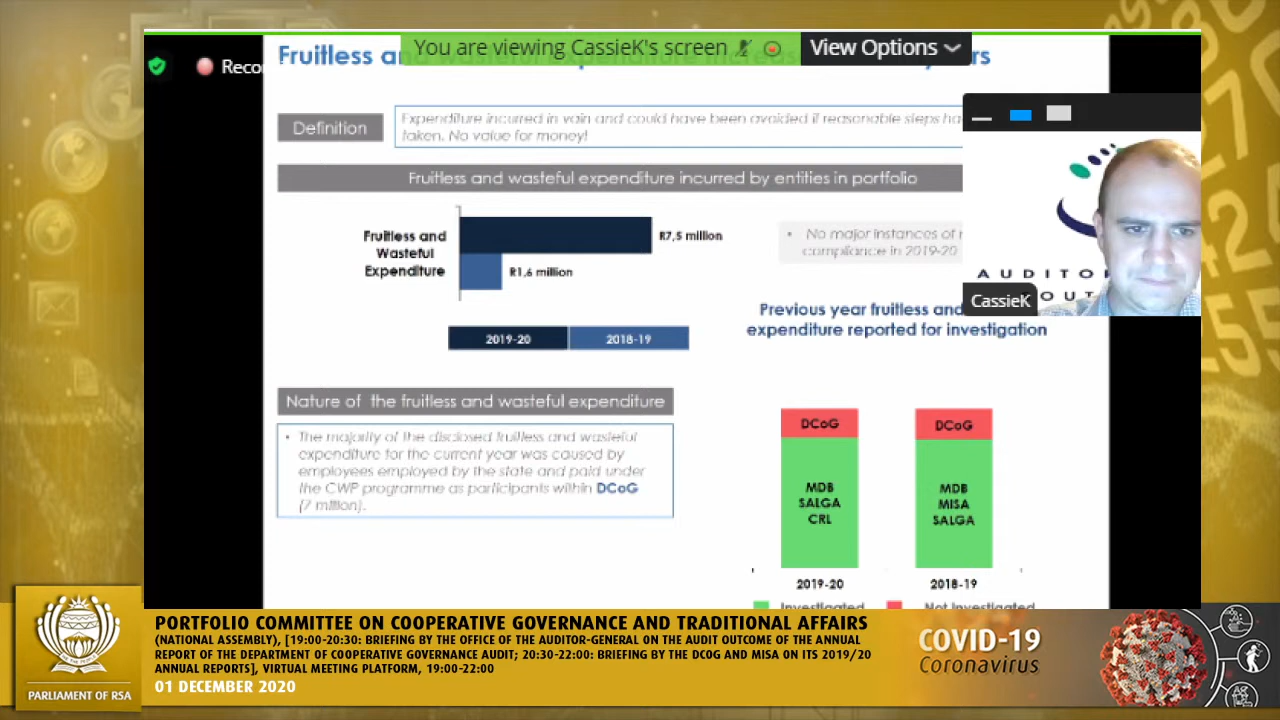 You are viewing CassieK's screen
View Options
Fruitless an
rs
Definition
Expenditure incurred in vain and could have been avoided if reasonable steps ha
taken. No value for money!
Fruitless and wasteful expenditure incurred by entities in portfolio
Fruitless and
Wasteful
Expenditure
R7,5 million
R1,6 million
2019-20
2018-19
No major instances of
compliance in 2019-20
AUDITO
OUT
CassieK
Previous year fruitless and
expenditure reported for investigation
Nature of the fruitless and wasteful expenditure
• The majority of the disclosed fruitless and wasteful
expenditure for the current year was caused by
employees employed by the state and paid under
the CWP programme as participants within DCoG
(7 million).
DCoG
MDB
SALGA
CRL
2019-20
DCoG
MDB
MISA
SALGA
2018-19
Investigated
Not Investigated
PARLIAMENT OF RSA
PORTFOLIO COMMITTEE ON COOPERATIVE GOVERNANCE AND TRADITIONAL AFFAIRS
(NATIONAL ASSEMBLY), [19:00-20:30: BRIEFING BY THE OFFICE OF THE AUDITOR-GENERAL ON THE AUDIT OUTCOME OF THE ANNUAL
REPORT OF THE DEPARTMENT OF COOPERATIVE GOVERNANCE AUDIT; 20:30-22:00: BRIEFING BY THE DCOG AND MISA ON ITS 2019/20
ANNUAL REPORTS], VIRTUAL MEETING PLATFORM, 19:00-22:00
01 DECEMBER 2020
COVID-19
Coronavirus